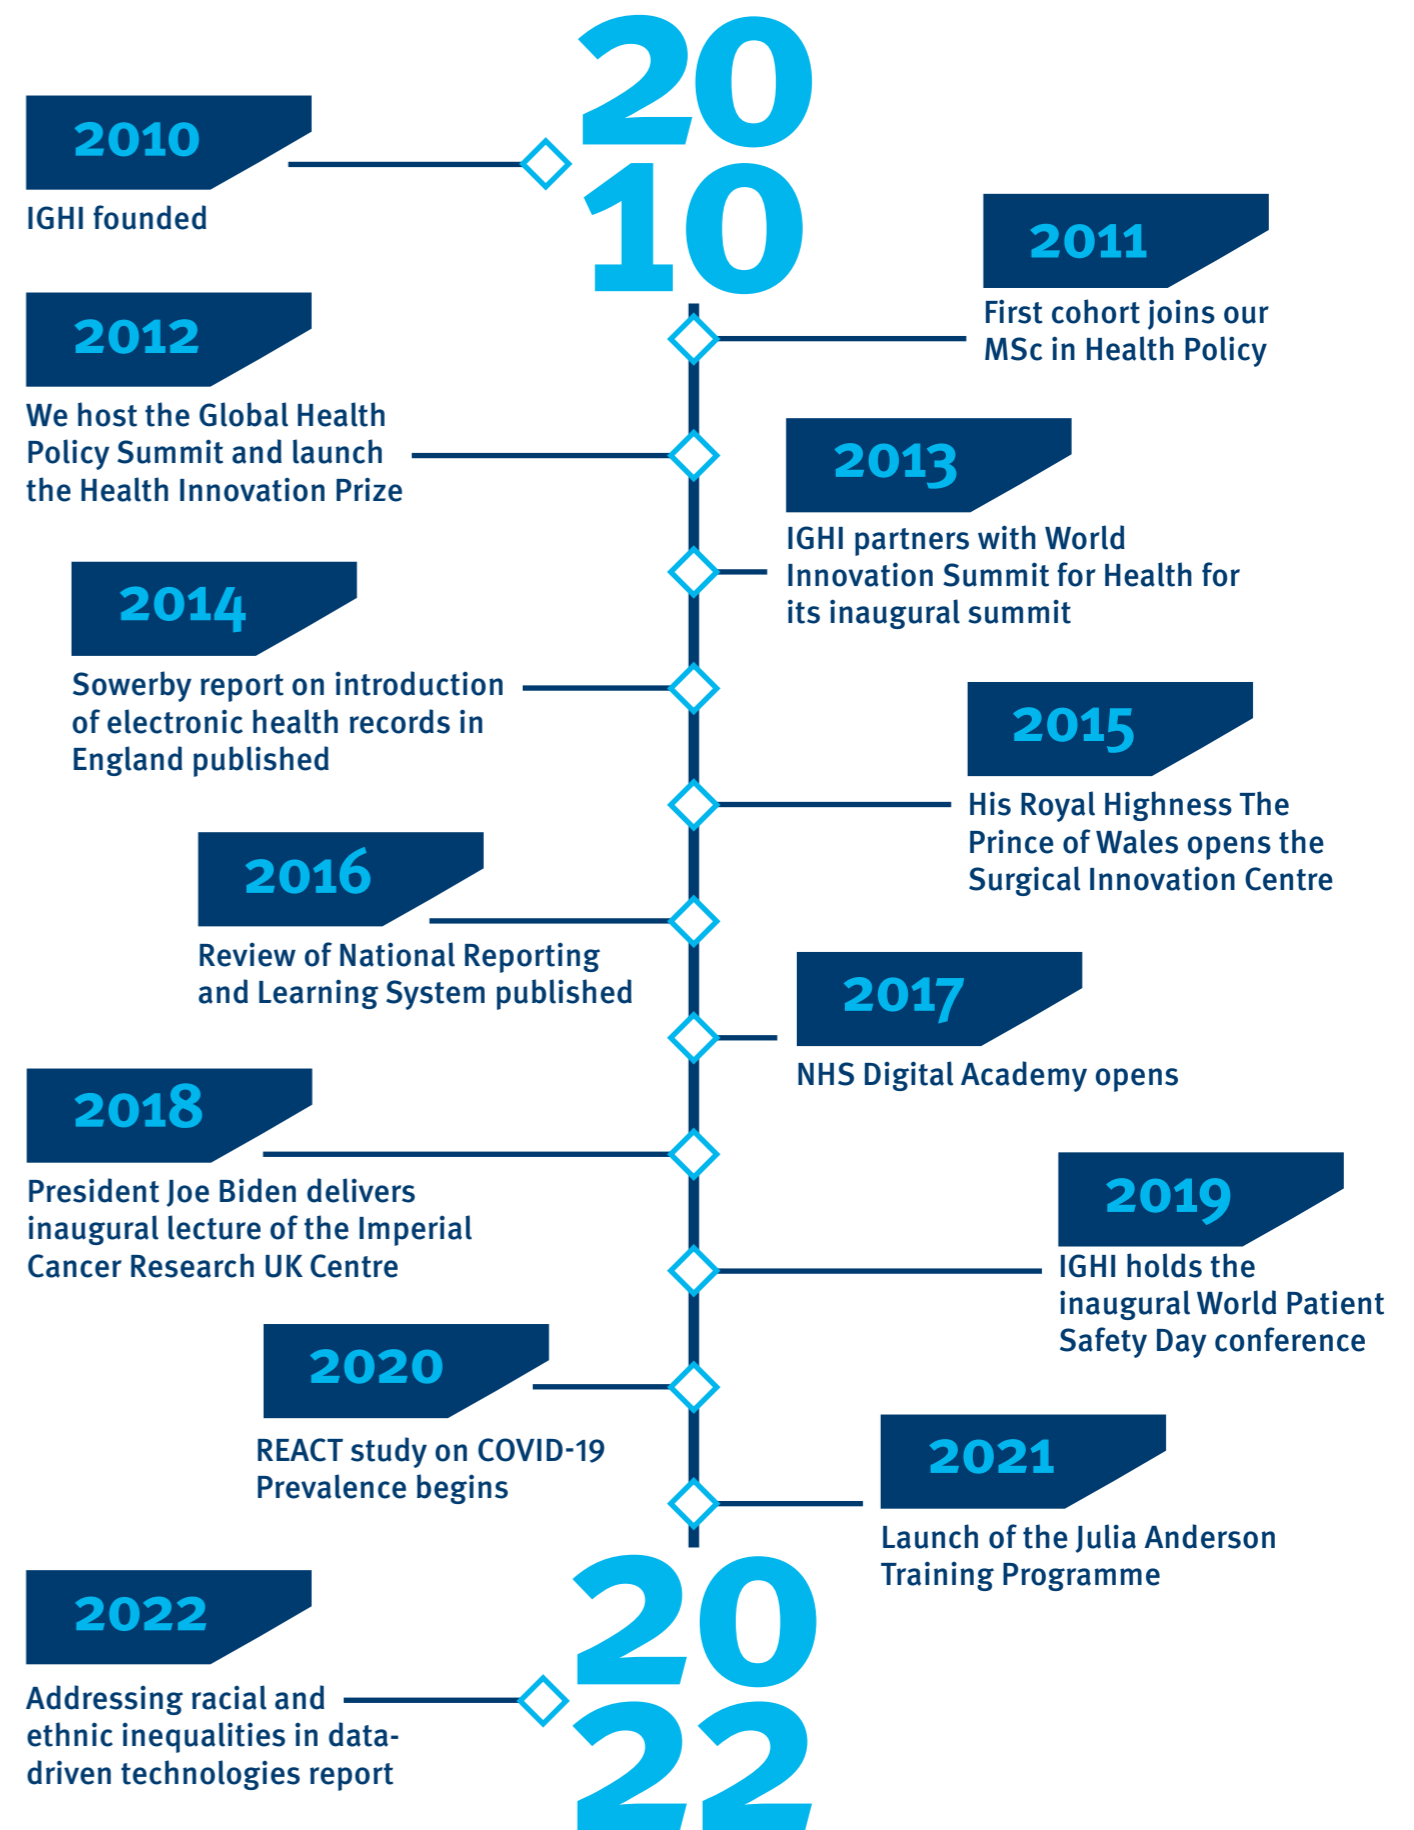 20
10
2010
IGHI founded
2011
First cohort joins our
MSc in Health Policy
2012
We host the Global Health
Policy Summit and launch
the Health Innovation Prize
2013
IGHI partners with World
Innovation Summit for Health for
its inaugural summit
2014
Sowerby report on introduction
of electronic health records in
England published
2015
His Royal Highness The
Prince of Wales opens the
Surgical Innovation Centre
2016
Review of National Reporting
and Learning System published
2017
NHS Digital Academy opens
2018
President Joe Biden delivers
inaugural lecture of the Imperial
Cancer Research UK Centre
2019
IGHI holds the
inaugural World Patient
Safety Day conference
2020
REACT study on COVID-19
Prevalence begins
2021
Launch of the Julia Anderson
Training Programme
2022
Addressing racial and
ethnic inequalities in data-
driven technologies report
20
22